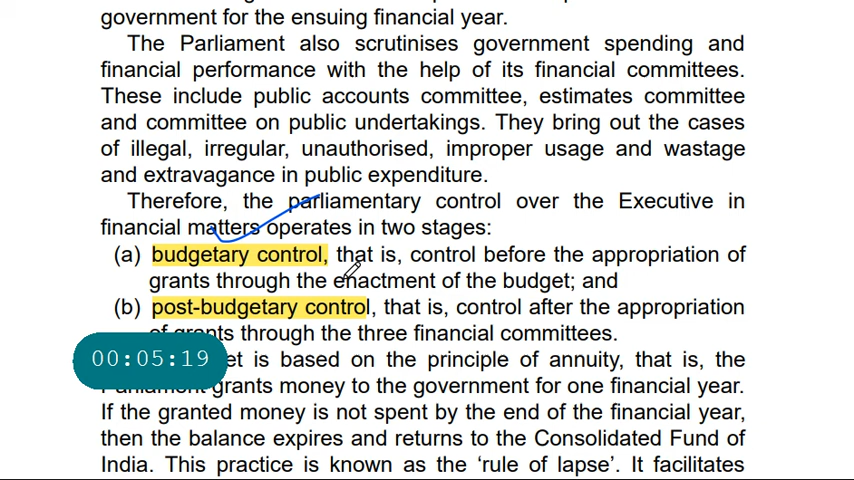 government for the ensuing financial year.
The Parliament also scrutinises government spending and
financial performance with the help of its financial committees.
These include public accounts committee, estimates committee
and committee on public undertakings. They bring out the cases
of illegal, irregular, unauthorised, improper usage and wastage
and extravagance in public expenditure.
Therefore, the parliamentary control over the Executive in
financial matters operates in two stages:
(a) budgetary control, that is, control before the appropriation of
grants through the enactment of the budget; and
(b) post-budgetary control, that is, control after the appropriation
of grants through the three financial committees.
00:05:19
is based on the principle of annuity, that is, the
Parliament grants money to the government for one financial year.
If the granted money is not spent by the end of the financial year,
then the balance expires and returns to the Consolidated Fund of
India. This practice is known as the ‘rule of lapse’. It facilitates